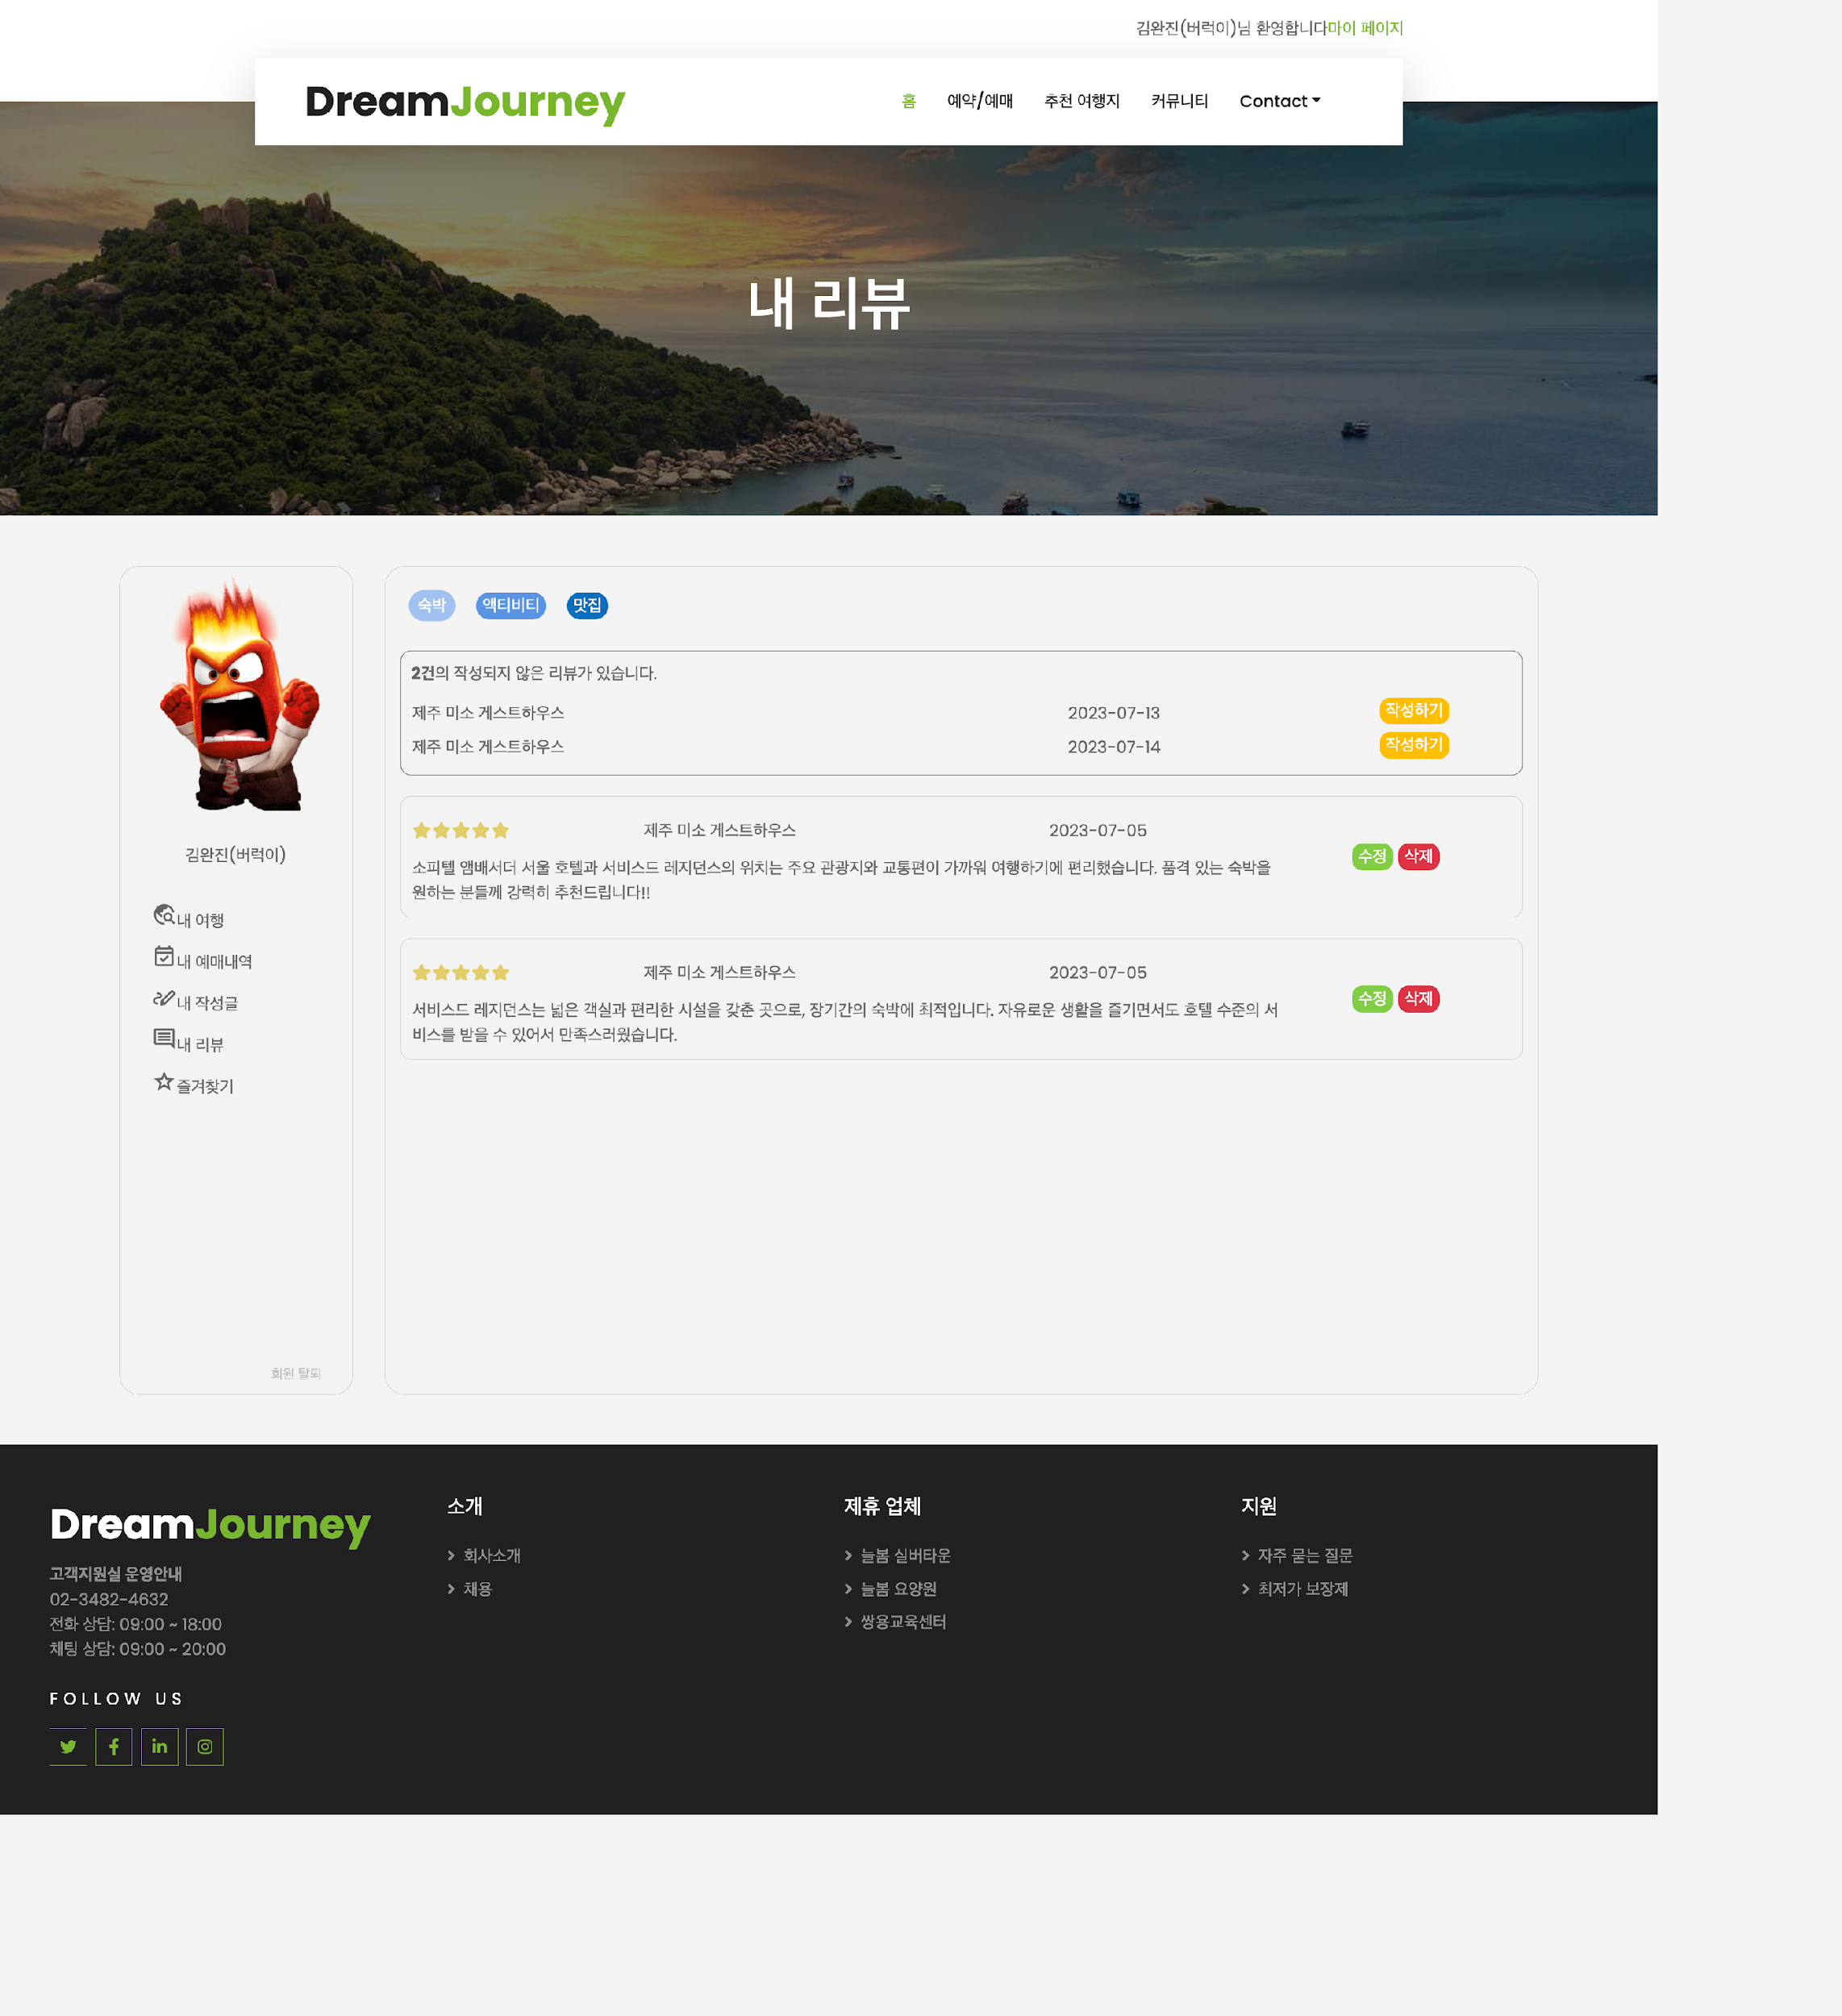 김완진(버럭이)님 환영합니다마이 페이지
DreamJourney
홈 예약/예매 추천 여행지 커뮤니티 Contact
내 리뷰
숙박 액티비티 맛집
2건의 작성되지 않은 리뷰가 있습니다.
제주 미소 게스트하우스 2023-07-13 작성하기
제주 미소 게스트하우스 2023-07-14 작성하기
제주 미소 게스트하우스 2023-07-05
소피텔 앰배서더 서울 호텔과 서비스드 레지던스의 위치는 주요 관광지와 교통편이 가까워 여행하기에 편리했습니다. 품격 있는 숙박을
원하는 분들께 강력히 추천드립니다!!
수정 삭제
제주 미소 게스트하우스 2023-07-05
서비스드 레지던스는 넓은 객실과 편리한 시설을 갖춘 곳으로, 장기간의 숙박에 최적입니다. 자유로운 생활을 즐기면서도 호텔 수준의 서
비스를 받을 수 있어서 만족스러웠습니다.
수정 삭제
김완진(버럭이)
내 여행
내 예매내역
내 작성글
내 리뷰
즐겨찾기
회원 탈퇴
DreamJourney
고객지원실 운영안내
02-3482-4632
전화 상담: 09:00 ~ 18:00
채팅 상담: 09:00 ~ 20:00
FOLLOW US
소개
회사소개
채용
제휴 업체
늘봄 실버타운
늘봄 요양원
쌍용교육센터
지원
자주 묻는 질문
최저가 보장제